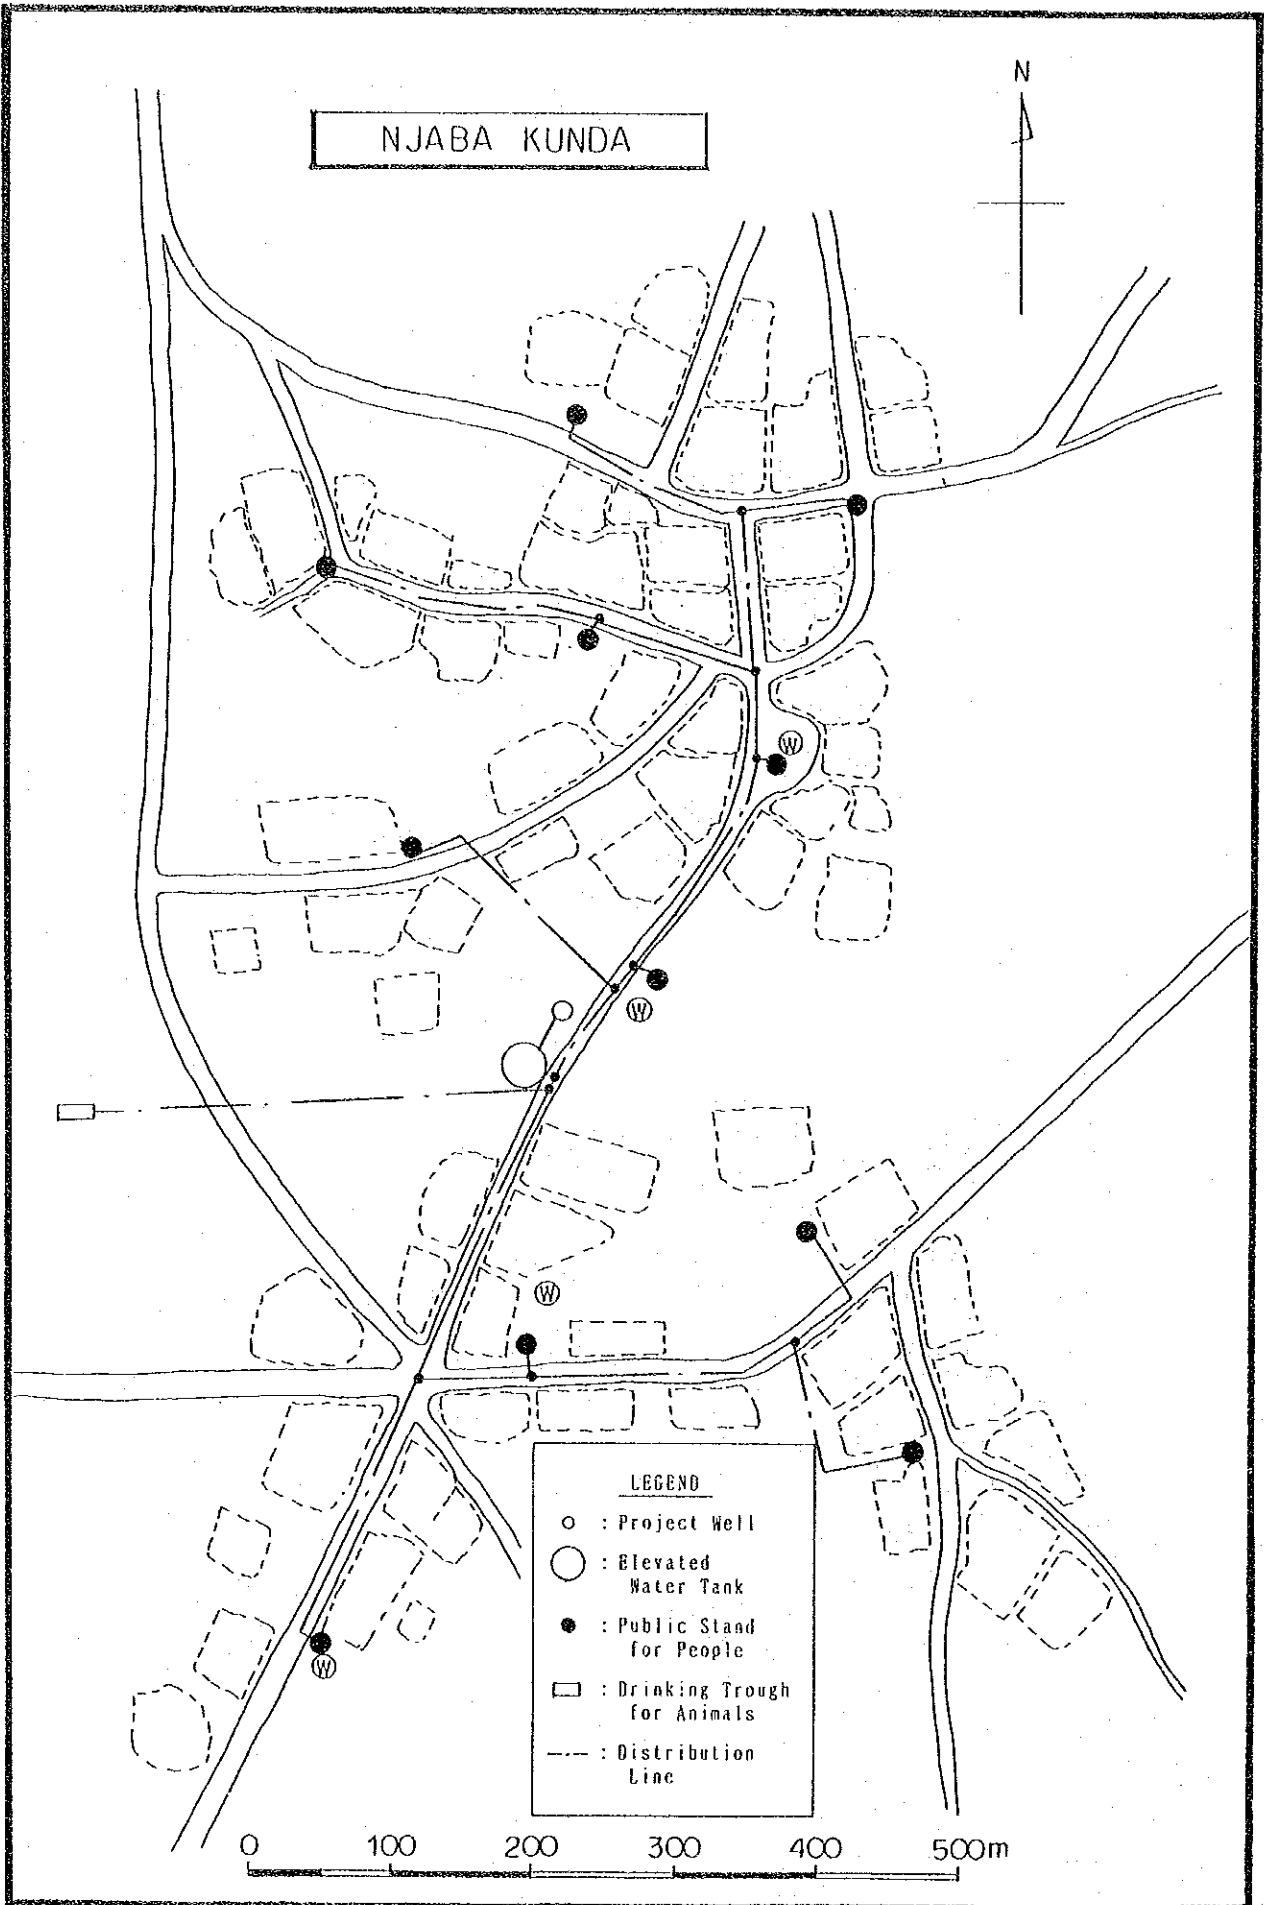 N
NJABA KUNDA
W
W
W
W
LEGEND
: Project Well
: Elevated
Water Tank
: Public Stand
for People
: Drinking Trough
for Animals
: Distribution
Line
0 100 200 300 400 500m